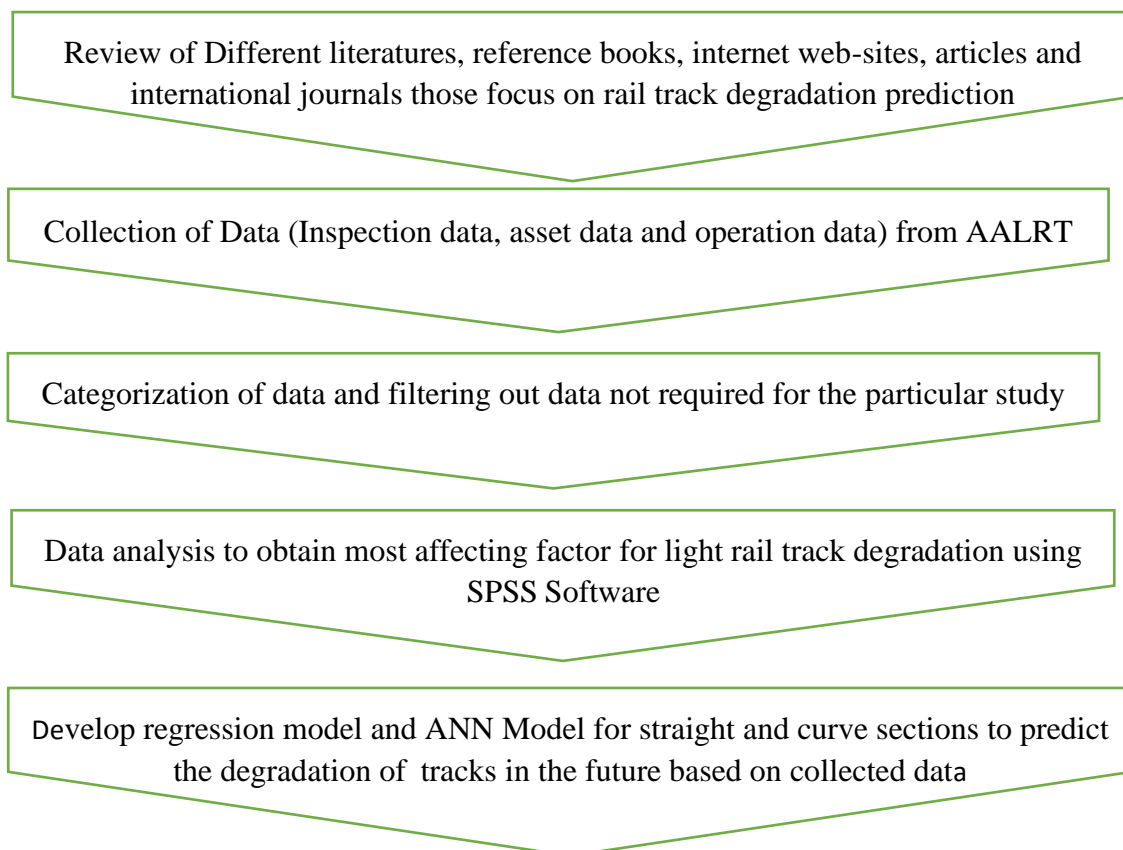 Review of Different literatures, reference books, internet web-sites, articles and
international journals those focus on rail track degradation prediction
Collection of Data (Inspection data, asset data and operation data) from AALRT
Categorization of data and filtering out data not required for the particular study
Data analysis to obtain most affecting factor for light rail track degradation using
SPSS Software
Develop regression model and ANN Model for straight and curve sections to predict
the degradation of tracks in the future based on collected data